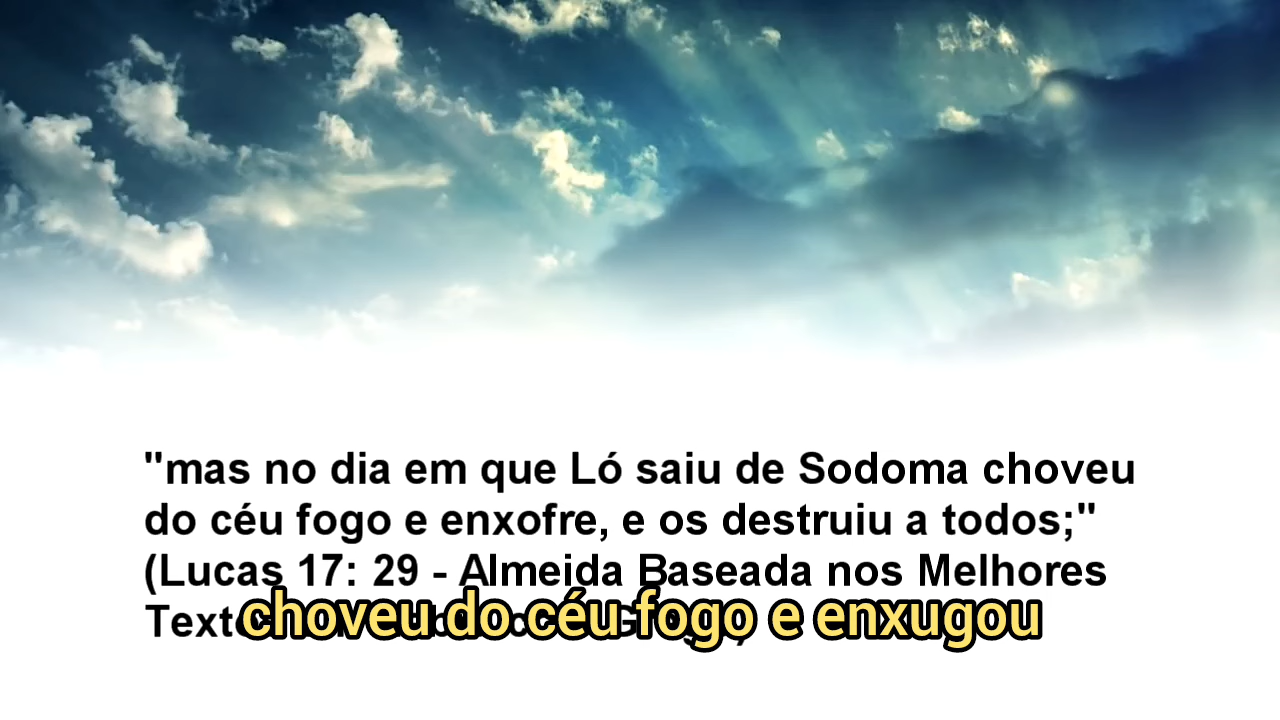 "mas no dia em que Ló saiu de Sodoma choveu
do céu fogo e enxofre, e os destruiu a todos;"
(Lucas 17: 29 - Almeida Baseada nos Melhores
choveu do céu fogo e enxugou